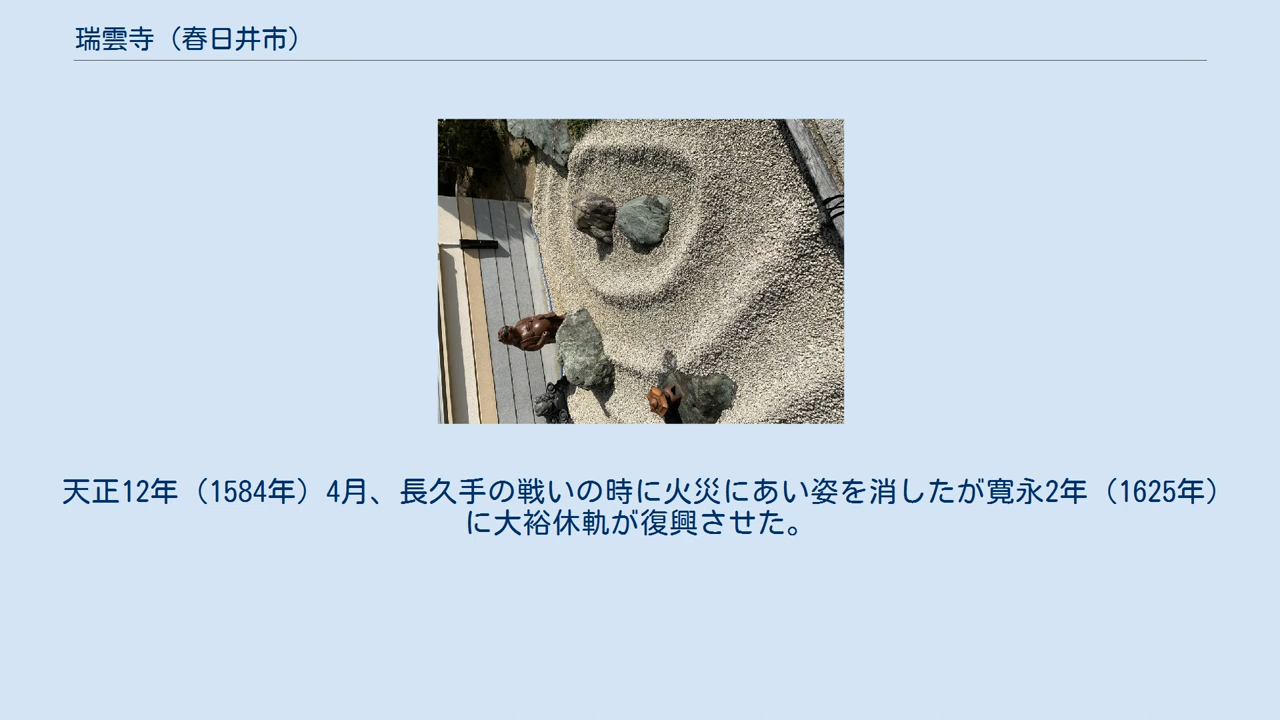 瑞雲寺（春日井市）
天正12年（1584年）4月、長久手の戦いの時に火災にあい姿を消したが寛永2年（1625年）
に大裕休軌が復興させた。